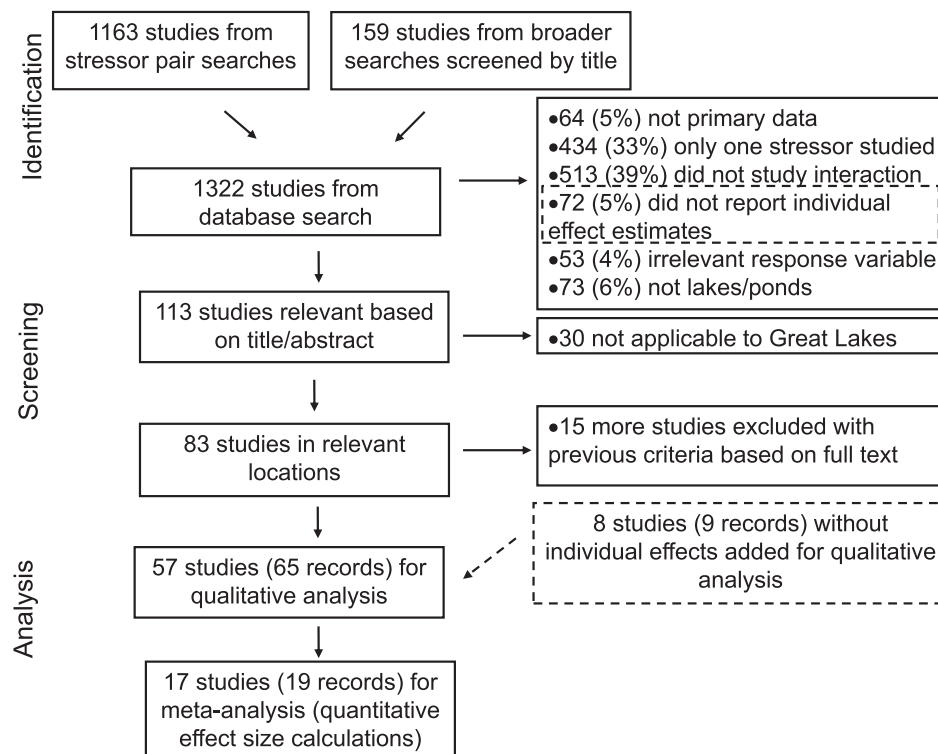 Identification
1163 studies from
stressor pair searches
159 studies from broader
searches screened by title
1322 studies from
database search
•64 (5%) not primary data
•434 (33%) only one stressor studied
•513 (39%) did not study interaction
•72 (5%) did not report individual
effect estimates
•53 (4%) irrelevant response variable
•73 (6%) not lakes/ponds
Screening
113 studies relevant based
on title/abstract
•30 not applicable to Great Lakes
83 studies in relevant
locations
•15 more studies excluded with
previous criteria based on full text
Analysis
8 studies (9 records) without
individual effects added for qualitative
analysis
57 studies (65 records) for
qualitative analysis
17 studies (19 records) for
meta-analysis (quantitative
effect size calculations)